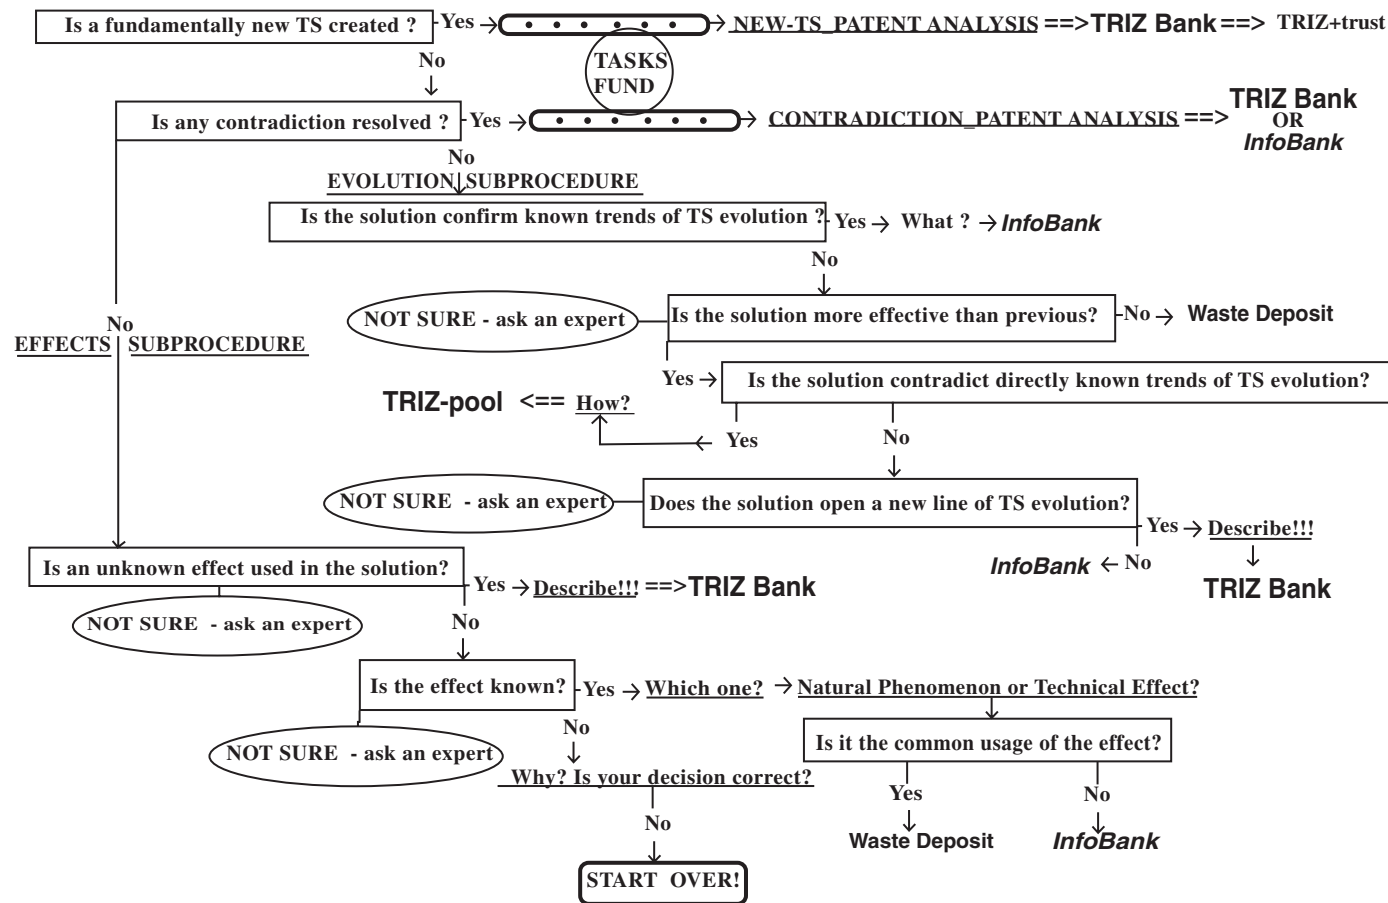 Is a fundamentally new TS created ?
Yes
NEW-TS_PATENT ANALYSIS ==>TRIZ Bank ==> TRIZ+trust
No
TASKS
FUND
Is any contradiction resolved ?
Yes
CONTRADICTION_PATENT ANALYSIS ==>
TRIZ Bank
OR
InfoBank
No
EVOLUTION SUBPROCEDURE
Is the solution confirm known trends of TS evolution ?
Yes
What ?
InfoBank
No
NOT SURE - ask an expert
Is the solution more effective than previous?
No
Waste Deposit
No
EFFECTS SUBPROCEDURE
Yes
Is the solution contradict directly known trends of TS evolution?
TRIZ-pool <== How?
Yes
No
NOT SURE - ask an expert
Does the solution open a new line of TS evolution?
Yes
Describe!!!
InfoBank
No
TRIZ Bank
Is an unknown effect used in the solution?
Yes
Describe!!! ==>TRIZ Bank
NOT SURE - ask an expert
No
Is the effect known?
Yes
Which one?
Natural Phenomenon or Technical Effect?
NOT SURE - ask an expert
No
Is it the common usage of the effect?
Why? Is your decision correct?
Yes
No
No
Waste Deposit
InfoBank
START OVER!